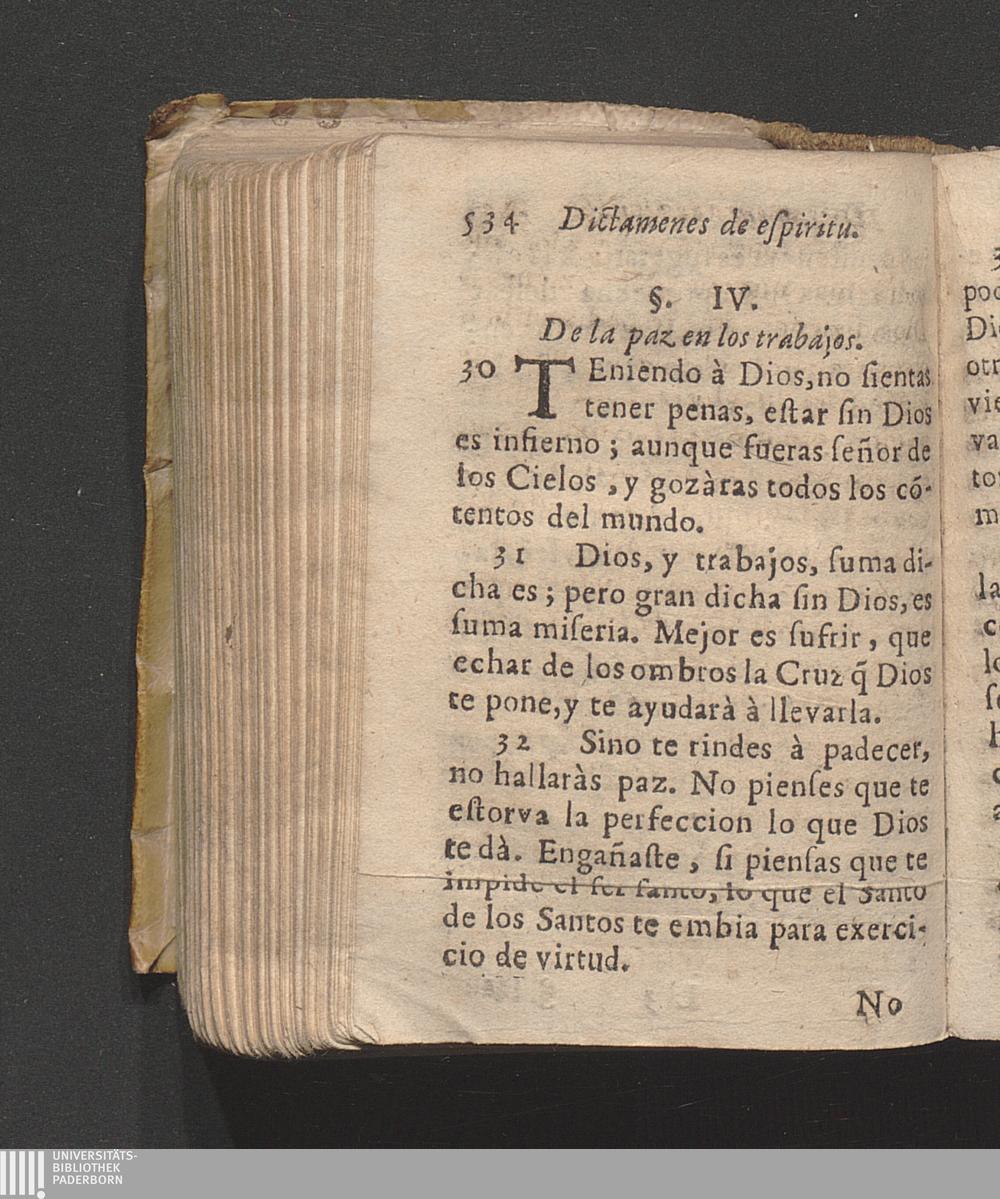 534 Dictamenes de eſpiritu.
§. IV.
De la paz en los trabajos.
30 TEniendo à Dios, no ſientas
tener penas, eſtar ſin Dios
es infierno; aunque fueras ſeñor de
los Cielos, y gozàras todos los cõ-
tentos del mundo.
31 Dios, y trabajos, ſuma di-
cha es; pero gran dicha ſin Dios, es
ſuma miſeria. Mejor es ſufrir, que
echar de los ombros la Cruz q̃ Dios
te pone, y te ayudarà à llevarla.
32 Sino te rindes à padecer,
no hallaràs paz. No pienſes que te
eſtorva la perfeccion lo que Dios
te dà. Engañaſte, ſi pienſas que te
impide el ſer ſanto, lo que el Santo
de los Santos te embia para exerci-
cio de virtud.
No
UNIVERSITÄTS-
BIBLIOTHEK
PADERBORN